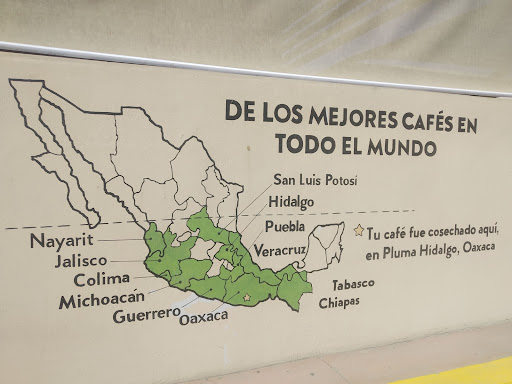 DE LOS MEJORES CAFÉS EN
TODO EL MUNDO
San Luis Potosí
Hidalgo
Puebla
Veracruz
Nayarit
Jalisco
Colima
Michoacán
Guerrero
Oaxaca
Tabasco
Chiapas
Tu café fue cosechado aquí,
en Pluma Hidalgo, Oaxaca